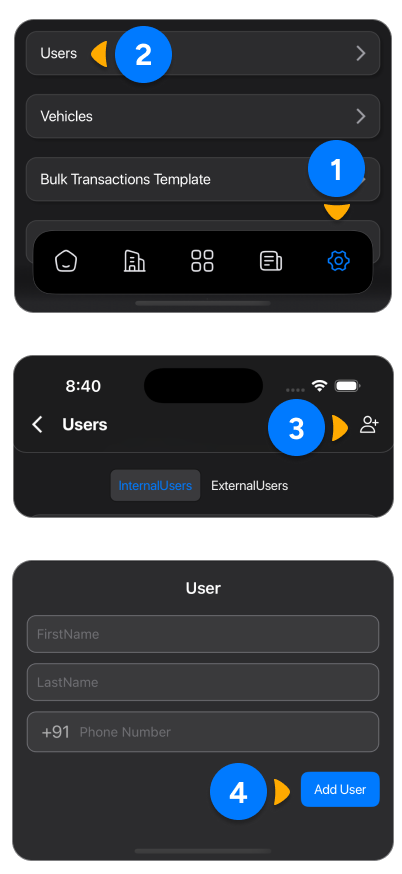 Users
2
Vehicles
1
Bulk Transactions Template
8:40
Users
3
InternalUsers ExternalUsers
User
FirstName
LastName
+91 Phone Number
4
Add User